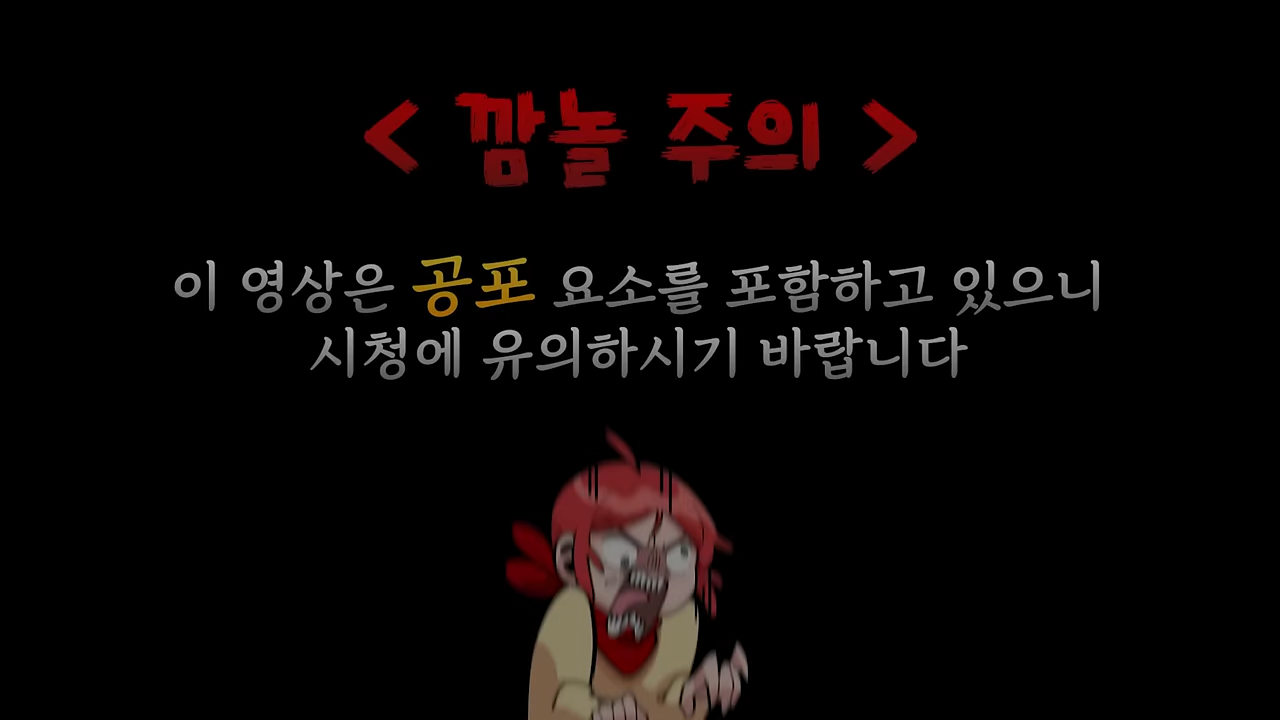 < 깜놀 주의 >
이 영상은 공포 요소를 포함하고 있으니
시청에 유의하시기 바랍니다